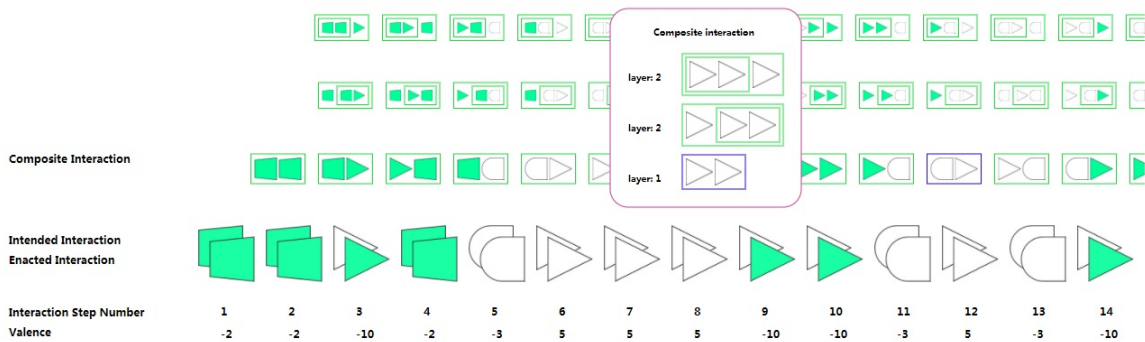 Composite interaction
layer: 2
layer: 2
Composite Interaction
layer: 1
Intended Interaction
Enacted Interaction
Interaction Step Number 1 2 3 4 5 6 7 8 9 10 11 12 13 14
Valence -2 -2 -10 -2 -3 5 5 5 -10 -10 -3 5 -3 -10